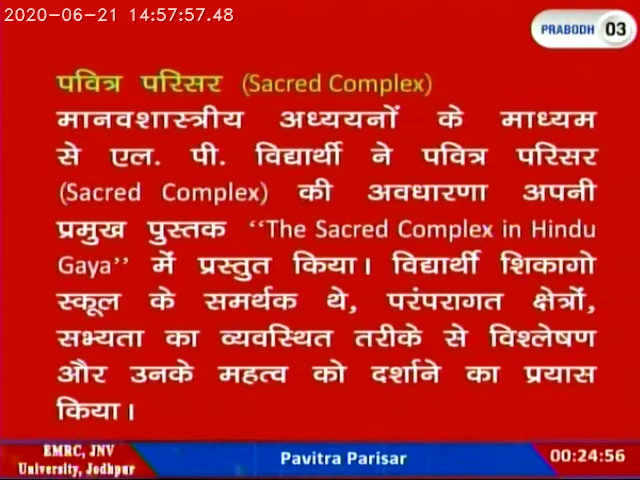 2020-06-21 14:57:57.48
PRABODH 03
पवित्र परिसर (Sacred Complex)
मानवशास्त्रीय अध्ययनों के माध्यम
से एल. पी. विद्यार्थी ने पवित्र परिसर
(Sacred Complex) की अवधारणा अपनी
प्रमुख पुस्तक “The Sacred Complex in Hindu
Gaya” में प्रस्तुत किया। विद्यार्थी शिकागो
स्कूल के समर्थक थे, परंपरागत क्षेत्रों,
सभ्यता का व्यवस्थित तरीके से विश्लेषण
और उनके महत्व को दर्शाने का प्रयास
किया।
EMRC, JNV
University, Jodhpur
Pavitra Parisar
00:24:56